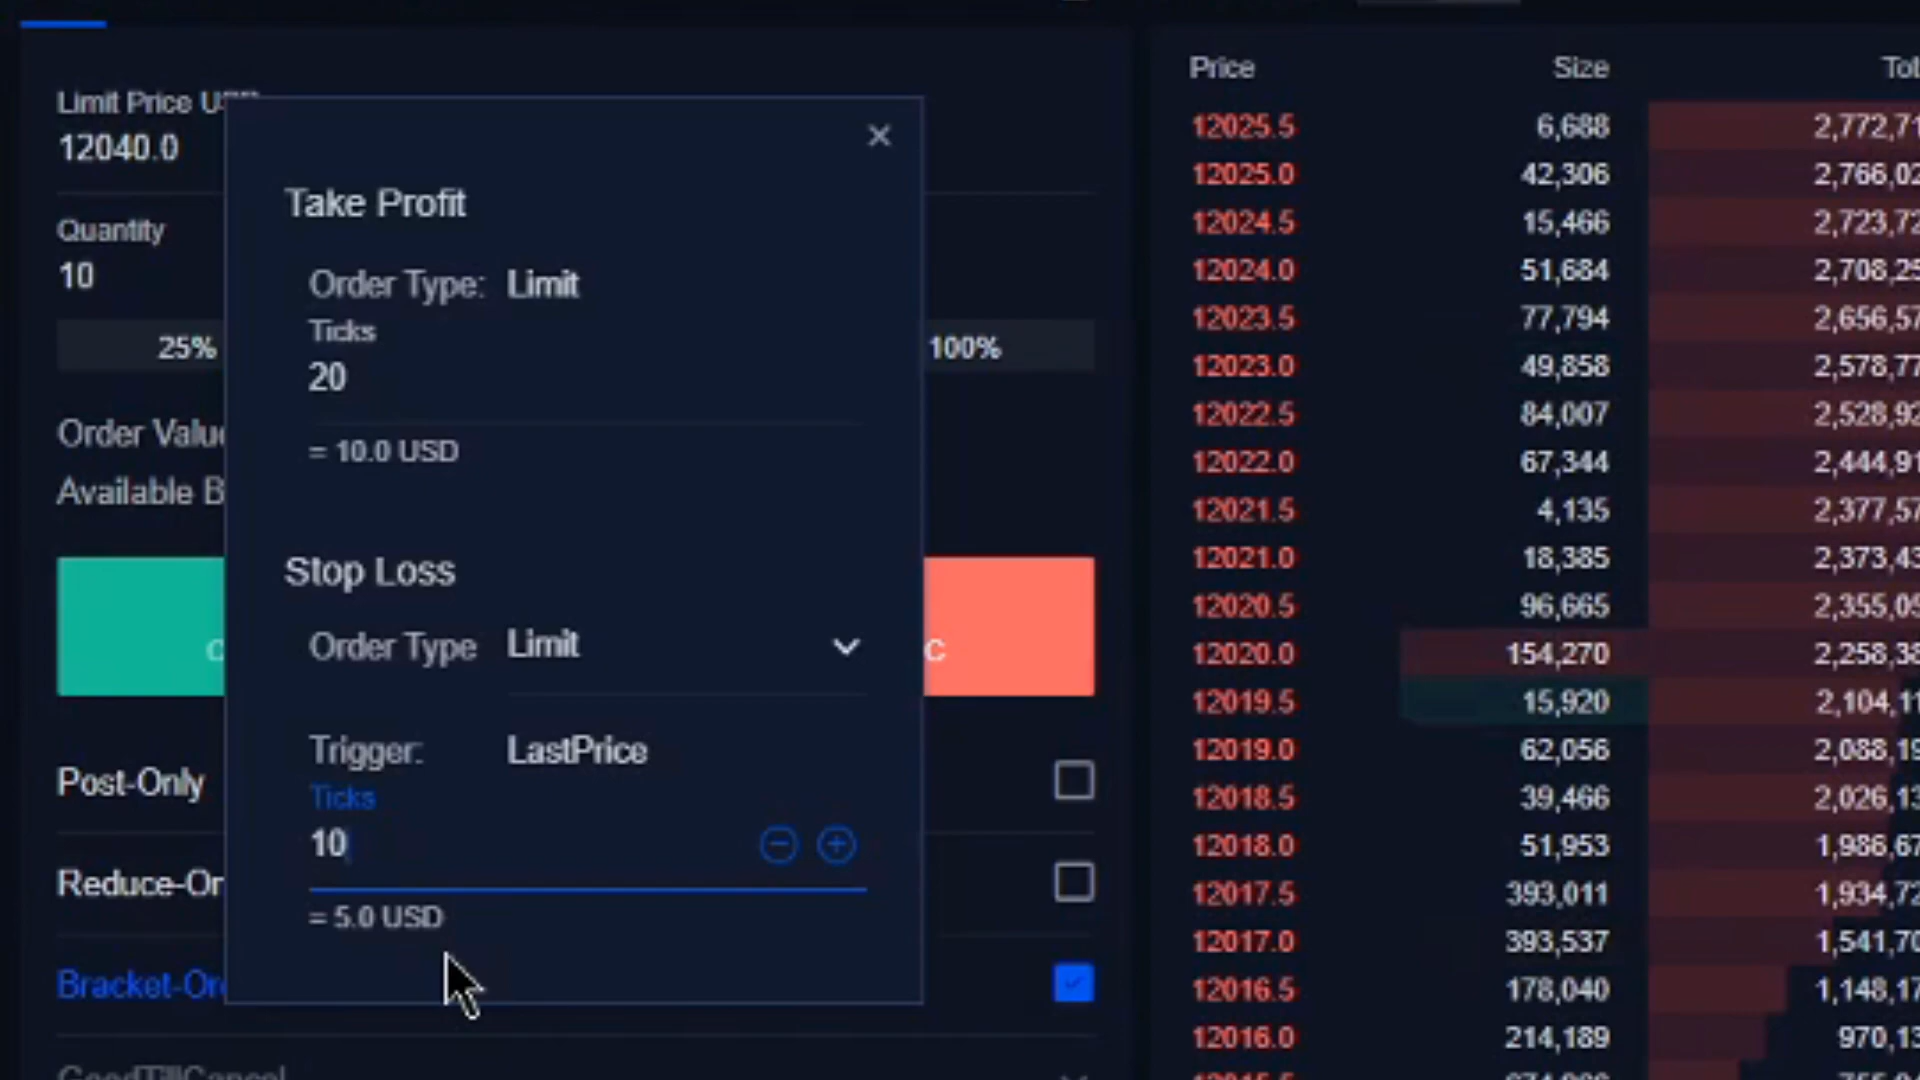 Limit Price
12040.0
Quantity
10
25%
100%
Order
Available
Post-Only
Bracket-
Take Profit
Order Type: Limit
Ticks
20
= 10.0 USD
Stop Loss
Order Type Limit
Trigger: LastPrice
Ticks
10
= 5.0 USD
Price Size
12025.5 6,688
12025.0 42,306
12024.5 15,466
12024.0 51,684
12023.5 77,794
12023.0 49,858
12022.5 84,007
12022.0 67,344
12021.5 4,135
12021.0 18,385
12020.5 96,665
12020.0 154,270
12019.5 15,920
12019.0 62,056
12018.5 39,466
12018.0 51,953
12017.5 393,011
12017.0 393,537
12016.5 178,040
12016.0 214,189